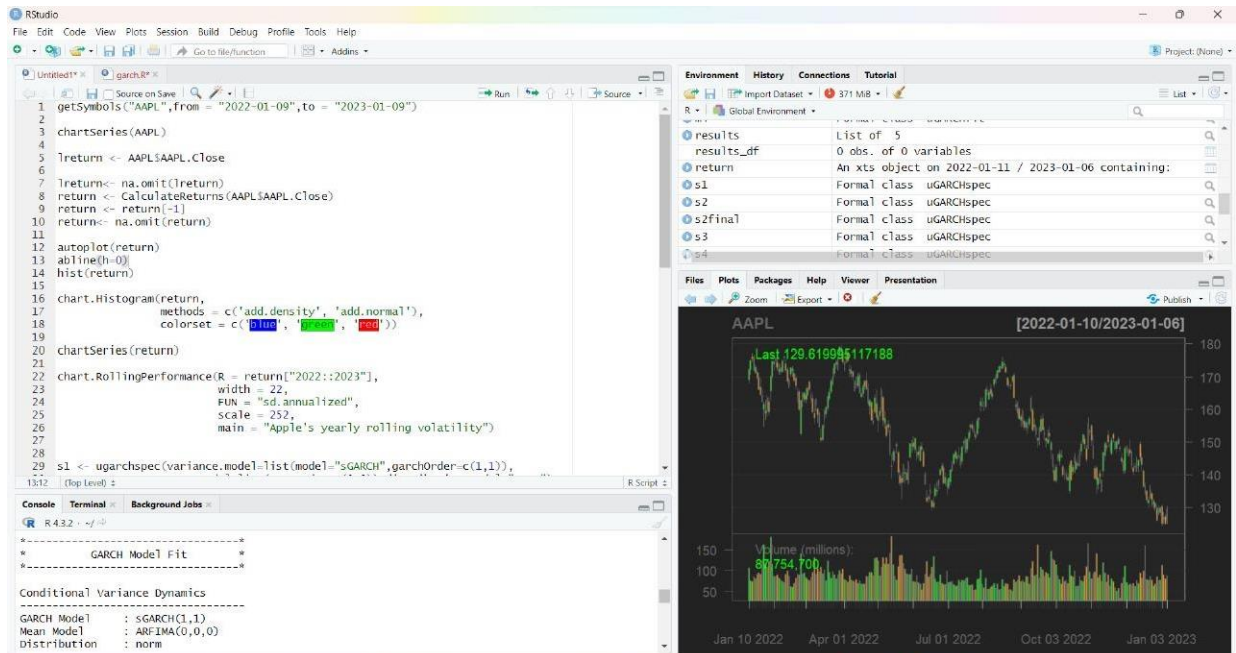 RStudio
File Edit Code View Plots Session Build Debug Profile Tools Help
Go to file/function Addins Project: (None)
Untitled1* garch.R*
Source on Save Run Source
1 getSymbols("AAPL",from = "2022-01-09",to = "2023-01-09")
2
3 chartSeries(AAPL)
4
5 lreturn <- AAPL$AAPL.Close
6
7 lreturn<- na.omit(lreturn)
8 return <- CalculateReturns(AAPL$AAPL.Close)
9 return <- return[-1]
10 return<- na.omit(return)
11
12 autoplot(return)
13 abline(h=0)
14 hist(return)
15
16 chart.Histogram(return,
17 methods = c('add.density', 'add.normal'),
18 colorset = c('blue', 'green', 'red'))
19
20 chartSeries(return)
21
22 chart.RollingPerformance(R = return["2022::2023"],
23 width = 22,
24 FUN = "sd.annualized",
25 scale = 252,
26 main = "Apple's yearly rolling volatility")
27
28
29 s1 <- ugarchspec(variance.model=list(model="sGARCH",garchOrder=c(1,1)),
13:12 (Top Level) R Script
Console Terminal Background Jobs
R 4.3.2 · ~/
*---------------------------------*
* GARCH Model Fit *
*---------------------------------*
Conditional Variance Dynamics
-----------------------------------
GARCH Model : sGARCH(1,1)
Mean Model : ARFIMA(0,0,0)
Distribution : norm
Environment History Connections Tutorial
Import Dataset 371 MiB List
R Global Environment
results List of 5
results_df 0 obs. of 0 variables
return An xts object on 2022-01-11 / 2023-01-06 containing:
s1 Formal class uGARCHspec
s2 Formal class uGARCHspec
s2final Formal class uGARCHspec
s3 Formal class uGARCHspec
s4 Formal class uGARCHspec
Files Plots Packages Help Viewer Presentation
Zoom Export Publish
AAPL [2022-01-10/2023-01-06]
Last 129.619995117188
180
170
160
150
140
130
Volume (millions):
87,754,700
150
100
50
Jan 10 2022 Apr 01 2022 Jul 01 2022 Oct 03 2022 Jan 03 2023